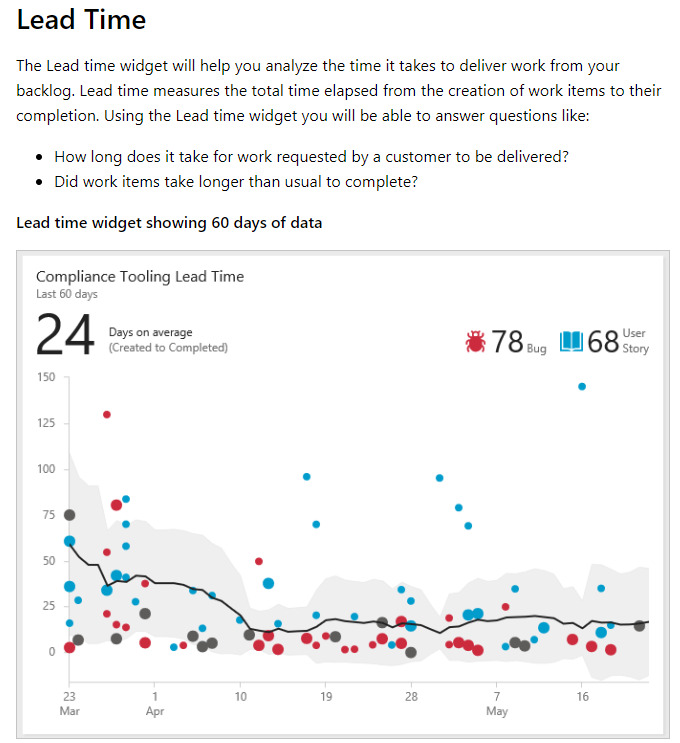 Lead Time
The Lead time widget will help you analyze the time it takes to deliver work from your
backlog. Lead time measures the total time elapsed from the creation of work items to their
completion. Using the Lead time widget you will be able to answer questions like:
• How long does it take for work requested by a customer to be delivered?
• Did work items take longer than usual to complete?
Lead time widget showing 60 days of data
Compliance Tooling Lead Time
Last 60 days
24 Days on average
(Created to Completed)
78 Bug
68 User
Story
150
125
100
75
50
25
0
23 1 10 19 28 7 16
Mar Apr May